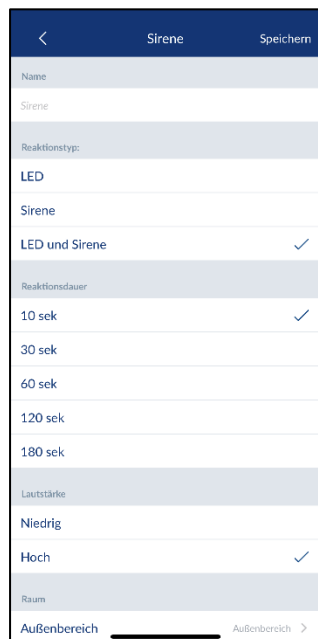 Sirene Speichern
Name
Sirene
Reaktionstyp:
LED
Sirene
LED und Sirene
Reaktionsdauer
10 sek
30 sek
60 sek
120 sek
180 sek
Lautstärke
Niedrig
Hoch
Raum
Außenbereich Außenbereich